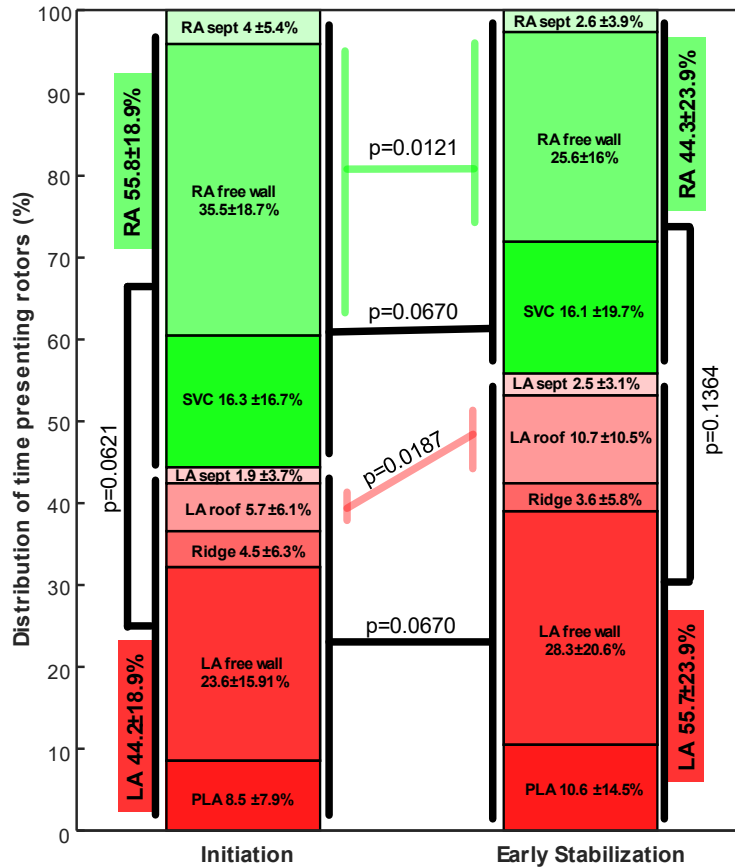 Distribution of time presenting rotors (%)
100
90
80
70
60
50
40
30
20
10
0
RA 55.8±18.9%
LA 44.2±18.9%
p=0.0621
RA sept 4 ±5.4%
RA free wall
35.5±18.7%
SVC 16.3 ±16.7%
LA sept 1.9 ±3.7%
LA roof 5.7 ±6.1%
Ridge 4.5 ±6.3%
LA free wall
23.6±15.91%
PLA 8.5 ±7.9%
p=0.0121
p=0.0670
p=0.0187
p=0.0670
RA sept 2.6 ±3.9%
RA free wall
25.6±16%
SVC 16.1 ±19.7%
LA sept 2.5 ±3.1%
LA roof 10.7 ±10.5%
Ridge 3.6 ±5.8%
LA free wall
28.3±20.6%
PLA 10.6 ±14.5%
RA 44.3±23.9%
p=0.1364
LA 55.7±23.9%
Initiation
Early Stabilization